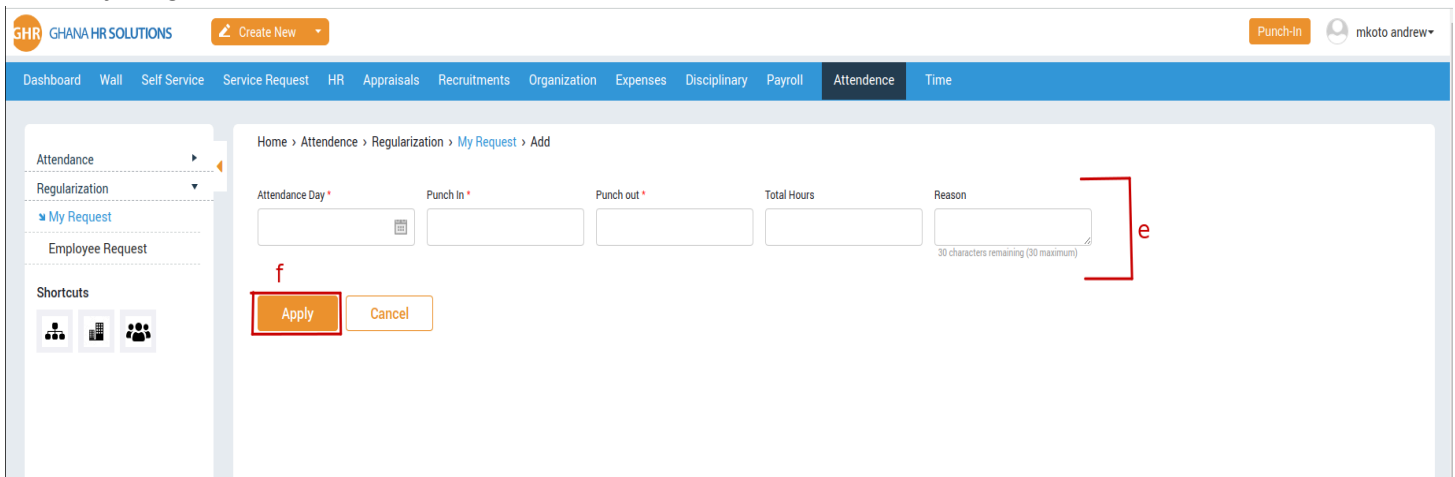 GHR GHANA HR SOLUTIONS Create New Punch-In mkoto andrew
Dashboard Wall Self Service Service Request HR Appraisals Recruitments Organization Expenses Disciplinary Payroll Attendence Time
Home › Attendence › Regularization › My Request › Add
Attendance
Regularization
My Request
Employee Request
Shortcuts
Attendance Day * Punch In * Punch out * Total Hours Reason
30 characters remaining (30 maximum)
e
f
Apply Cancel